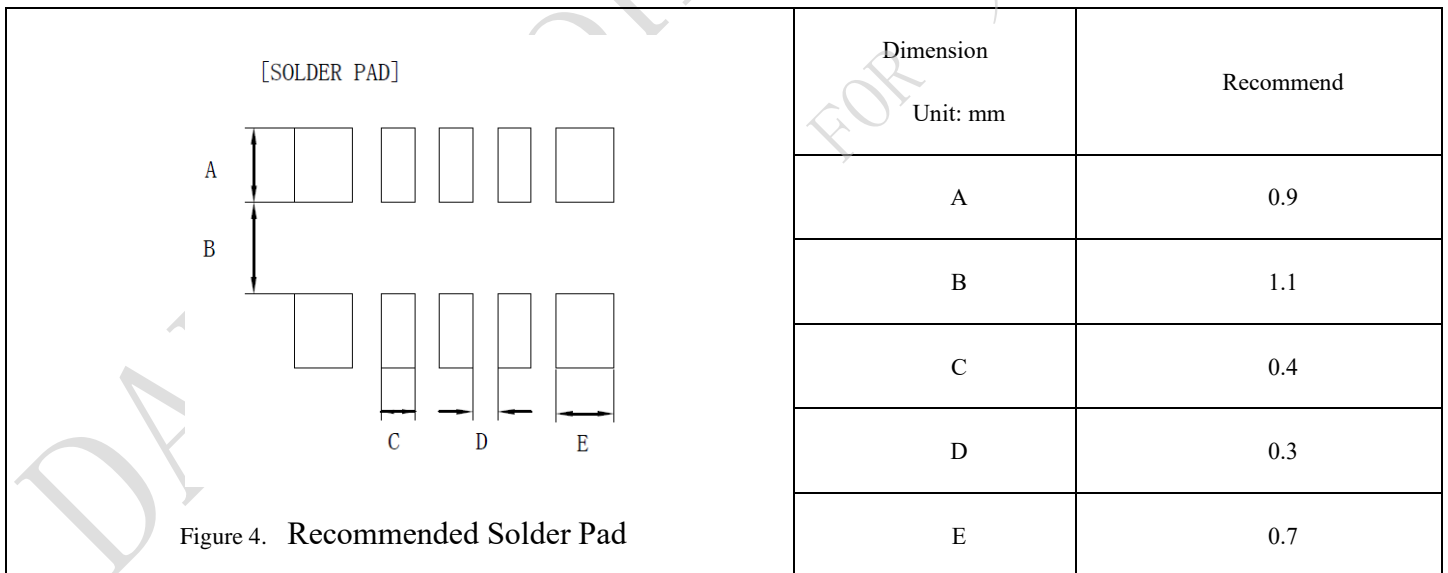 [SOLDER PAD]
A
B
C D E
Figure 4. Recommended Solder Pad
Dimension
Unit: mm
Recommend
A 0.9
B 1.1
C 0.4
D 0.3
E 0.7
FOR